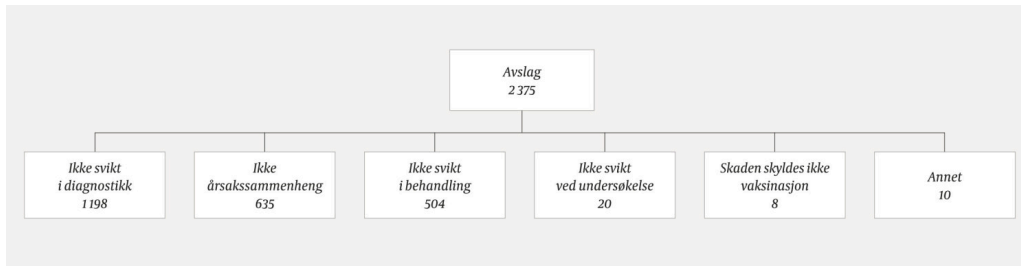 Avslag
2 375
Ikke svikt
i diagnostikk
1 198
Ikke
årsakssammenheng
635
Ikke svikt
i behandling
504
Ikke svikt
ved undersøkelse
20
Skaden skyldes ikke
vaksinasjon
8
Annet
10